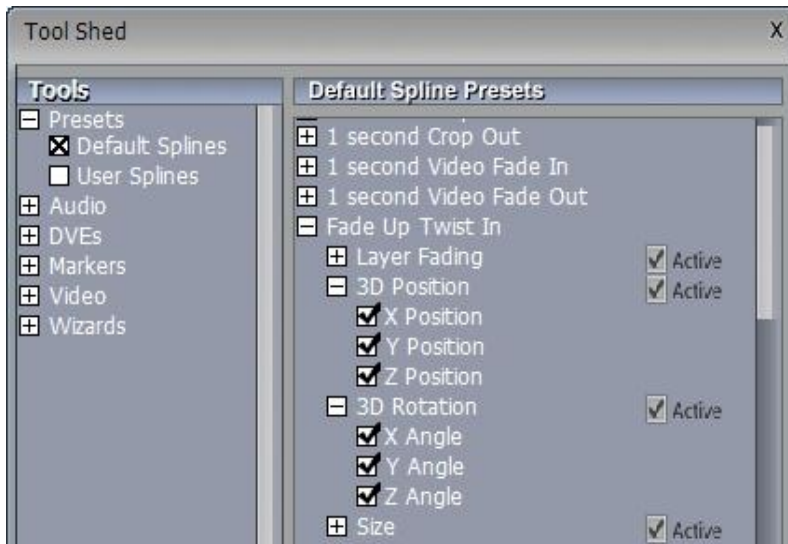 Tool Shed X
Tools
Presets
Default Splines
User Splines
Audio
DVEs
Markers
Video
Wizards
Default Spline Presets
1 second Crop Out
1 second Video Fade In
1 second Video Fade Out
Fade Up Twist In
Layer Fading Active
3D Position Active
X Position
Y Position
Z Position
3D Rotation Active
X Angle
Y Angle
Z Angle
Size Active